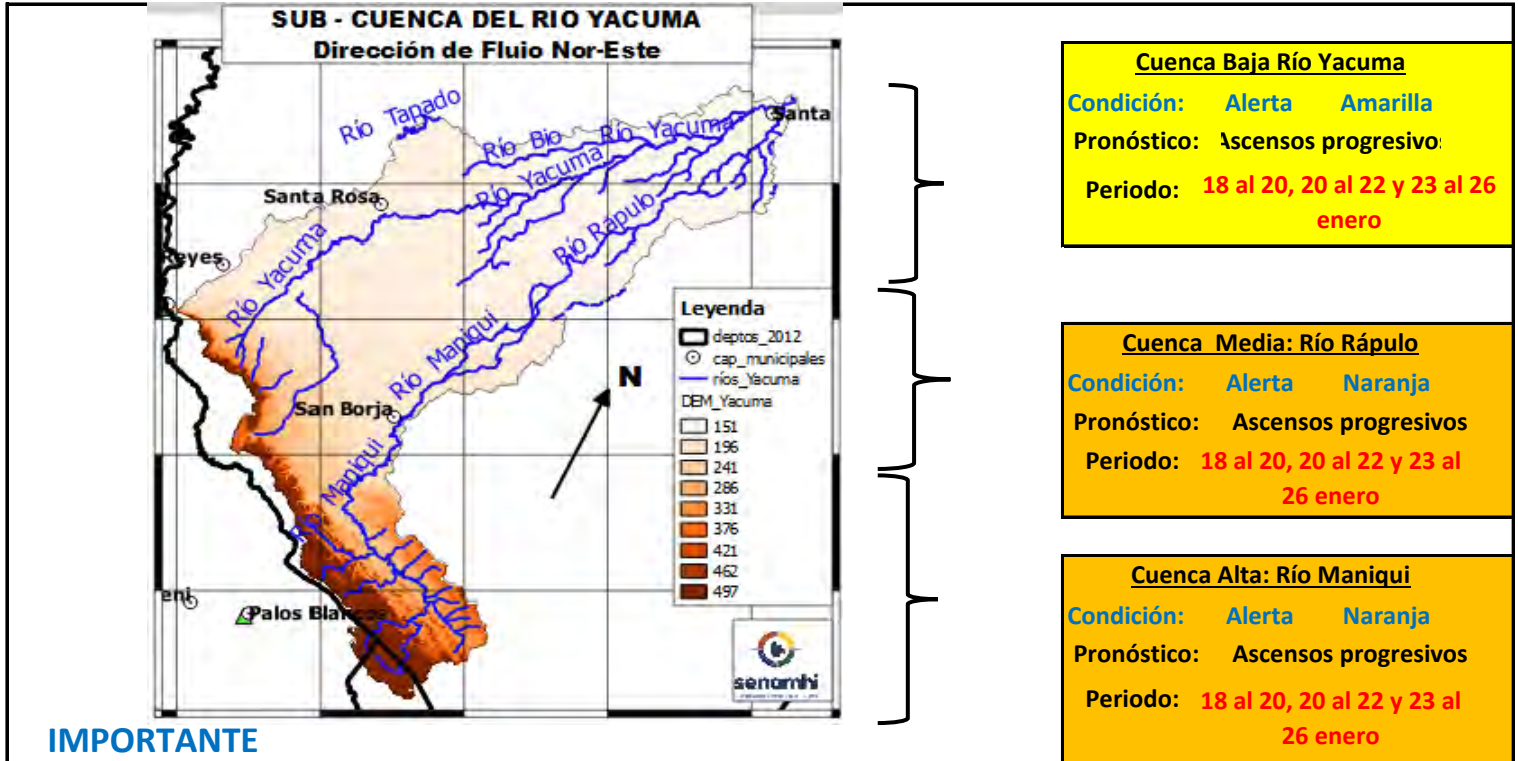 SUB - CUENCA DEL RIO YACUMA
Dirección de Flujo Nor-Este
Río Tapado
Río Bio
Río Yacuma
Santa
Río Yacuma
Santa Rosa
Río Rápulo
Reyes
Río Yacuma
Río Maniqui
San Borja
Río Maniqui
Río Maniqui
eni
Palos Blancos
N
Leyenda
deptos_2012
cap_municipales
ríos_Yacuma
DEM_Yacuma
151
196
241
286
331
376
421
462
497
senamhi
Cuenca Baja Río Yacuma
Condición: Alerta Amarilla
Pronóstico: Ascensos progresivos
Periodo: 18 al 20, 20 al 22 y 23 al 26
enero
Cuenca Media: Río Rápulo
Condición: Alerta Naranja
Pronóstico: Ascensos progresivos
Periodo: 18 al 20, 20 al 22 y 23 al
26 enero
Cuenca Alta: Río Maniqui
Condición: Alerta Naranja
Pronóstico: Ascensos progresivos
Periodo: 18 al 20, 20 al 22 y 23 al
26 enero
IMPORTANTE